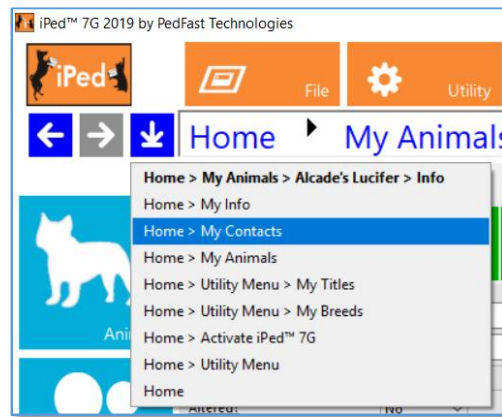 iPed™ 7G 2019 by PedFast Technologies
iPed
File
Utility
Home
My Animals
Home > My Animals > Alcade's Lucifer > Info
Home > My Info
Home > My Contacts
Home > My Animals
Home > Utility Menu > My Titles
Home > Utility Menu > My Breeds
Home > Activate iPed™ 7G
Home > Utility Menu
Home
Altered?
No